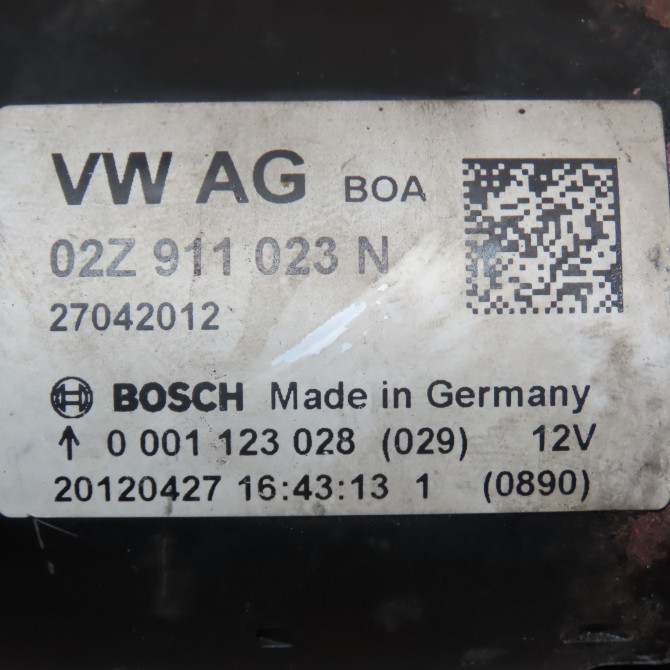 VW AG BOA
02Z 911 023 N
27042012
BOSCH Made in Germany
↑ 0 001 123 028 (029) 12V
20120427 16:43:13 1 (0890)